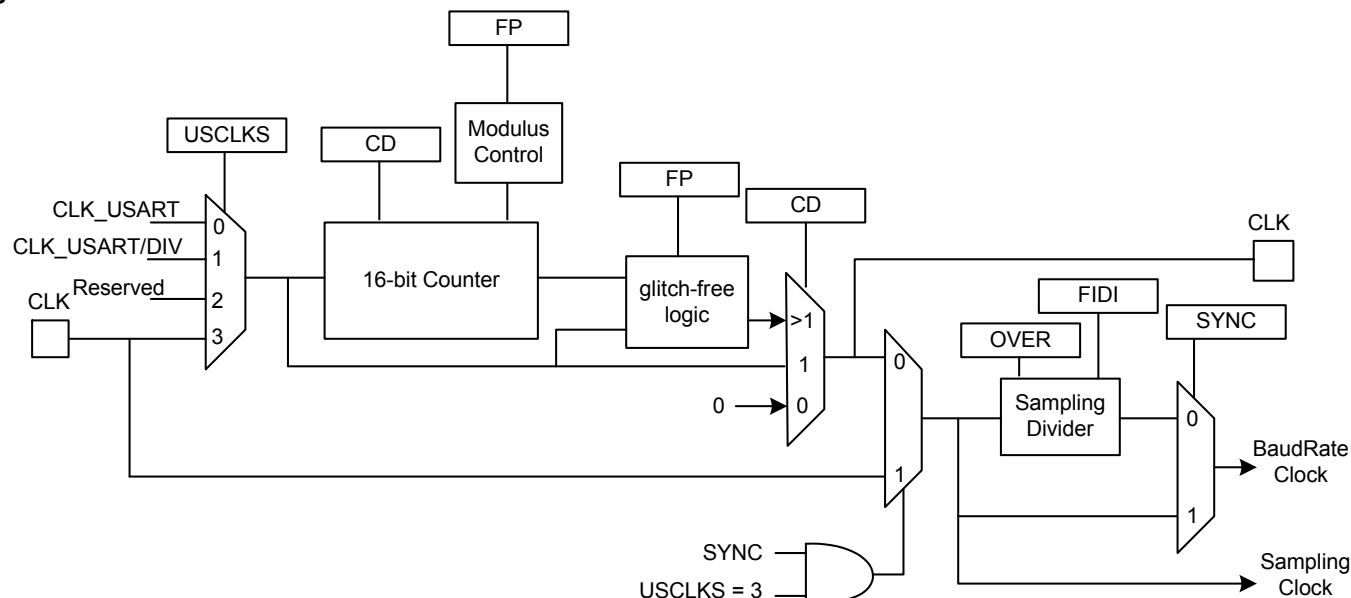 FP
USCLKS
CD
Modulus
Control
FP
CD
CLK_USART
CLK_USART/DIV
Reserved
CLK
0
1
2
3
16-bit Counter
glitch-free
logic
>1
1
0
0
CLK
FIDI
OVER
SYNC
0
1
Sampling
Divider
0
1
BaudRate
Clock
SYNC
USCLKS = 3
Sampling
Clock